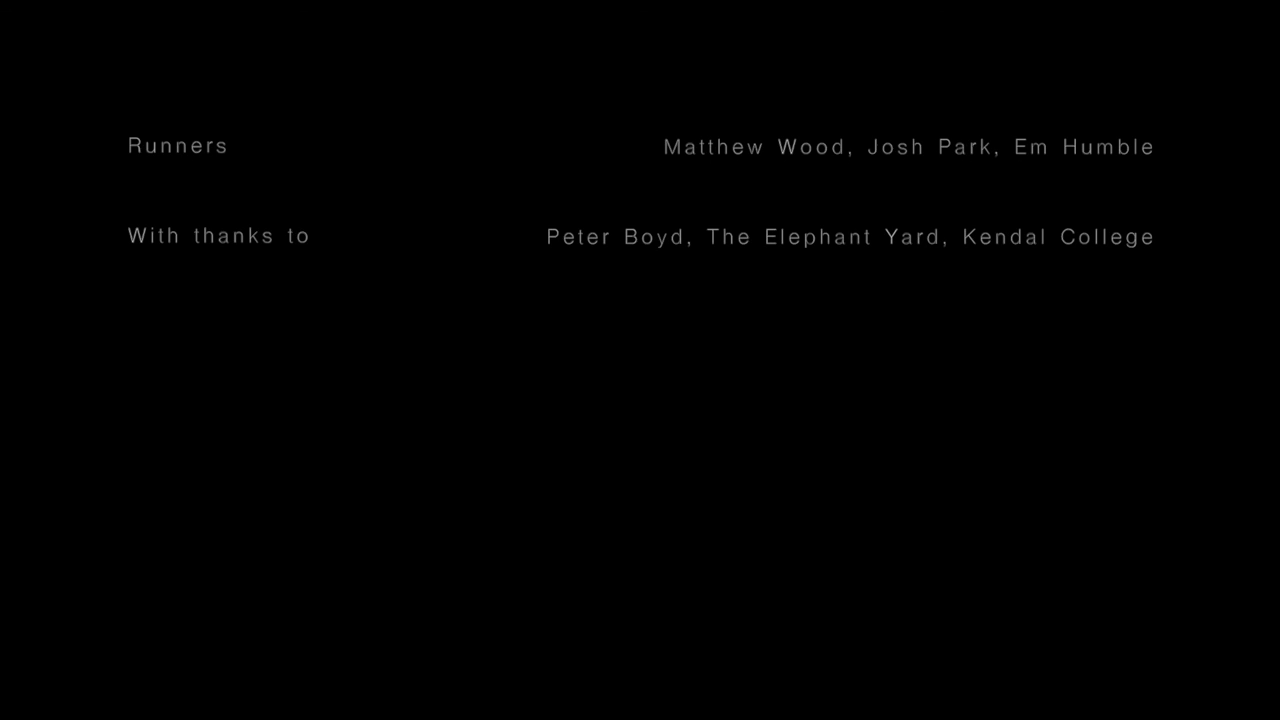 Runners Matthew Wood, Josh Park, Em Humble
With thanks to Peter Boyd, The Elephant Yard, Kendal College